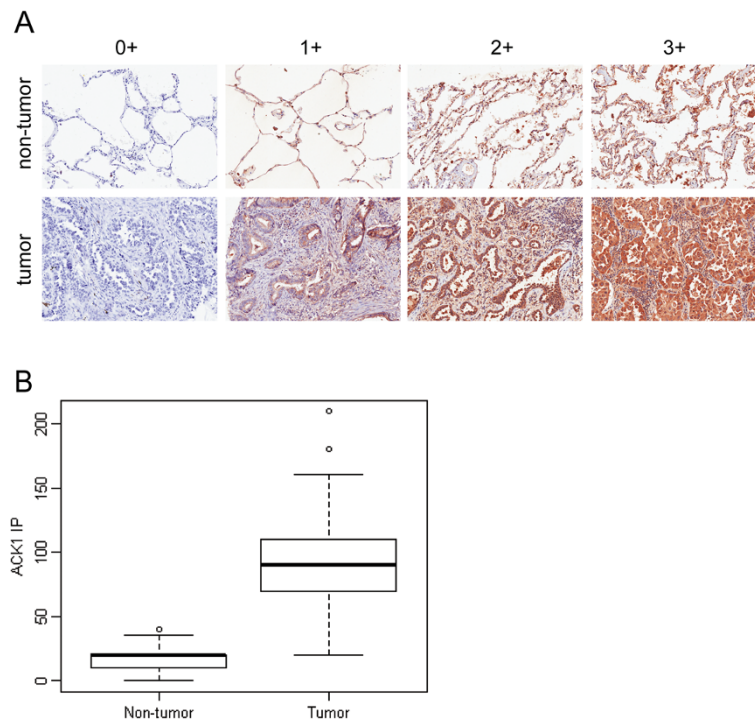 A
0+ 1+ 2+ 3+
non-tumor
tumor
B
ACK1 IP
200
150
100
50
0
Non-tumor Tumor